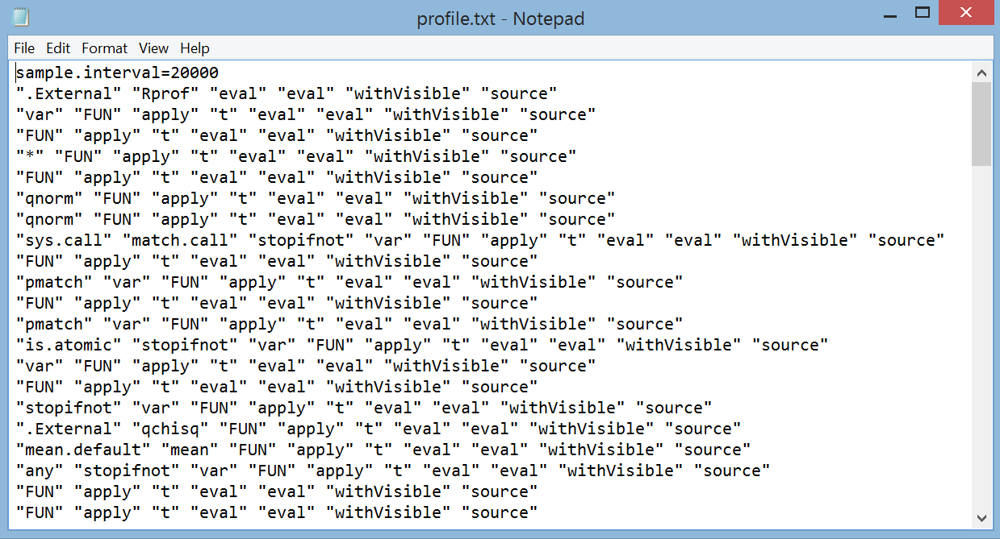 profile.txt - Notepad
File Edit Format View Help
sample.interval=20000
".External" "Rprof" "eval" "eval" "withVisible" "source"
"var" "FUN" "apply" "t" "eval" "eval" "withVisible" "source"
"FUN" "apply" "t" "eval" "eval" "withVisible" "source"
"*" "FUN" "apply" "t" "eval" "eval" "withVisible" "source"
"FUN" "apply" "t" "eval" "eval" "withVisible" "source"
"qnorm" "FUN" "apply" "t" "eval" "eval" "withVisible" "source"
"qnorm" "FUN" "apply" "t" "eval" "eval" "withVisible" "source"
"sys.call" "match.call" "stopifnot" "var" "FUN" "apply" "t" "eval" "eval" "withVisible" "source"
"FUN" "apply" "t" "eval" "eval" "withVisible" "source"
"pmatch" "var" "FUN" "apply" "t" "eval" "eval" "withVisible" "source"
"FUN" "apply" "t" "eval" "eval" "withVisible" "source"
"pmatch" "var" "FUN" "apply" "t" "eval" "eval" "withVisible" "source"
"is.atomic" "stopifnot" "var" "FUN" "apply" "t" "eval" "eval" "withVisible" "source"
"var" "FUN" "apply" "t" "eval" "eval" "withVisible" "source"
"FUN" "apply" "t" "eval" "eval" "withVisible" "source"
"stopifnot" "var" "FUN" "apply" "t" "eval" "eval" "withVisible" "source"
".External" "qchisq" "FUN" "apply" "t" "eval" "eval" "withVisible" "source"
"mean.default" "mean" "FUN" "apply" "t" "eval" "eval" "withVisible" "source"
"any" "stopifnot" "var" "FUN" "apply" "t" "eval" "eval" "withVisible" "source"
"FUN" "apply" "t" "eval" "eval" "withVisible" "source"
"FUN" "apply" "t" "eval" "eval" "withVisible" "source"